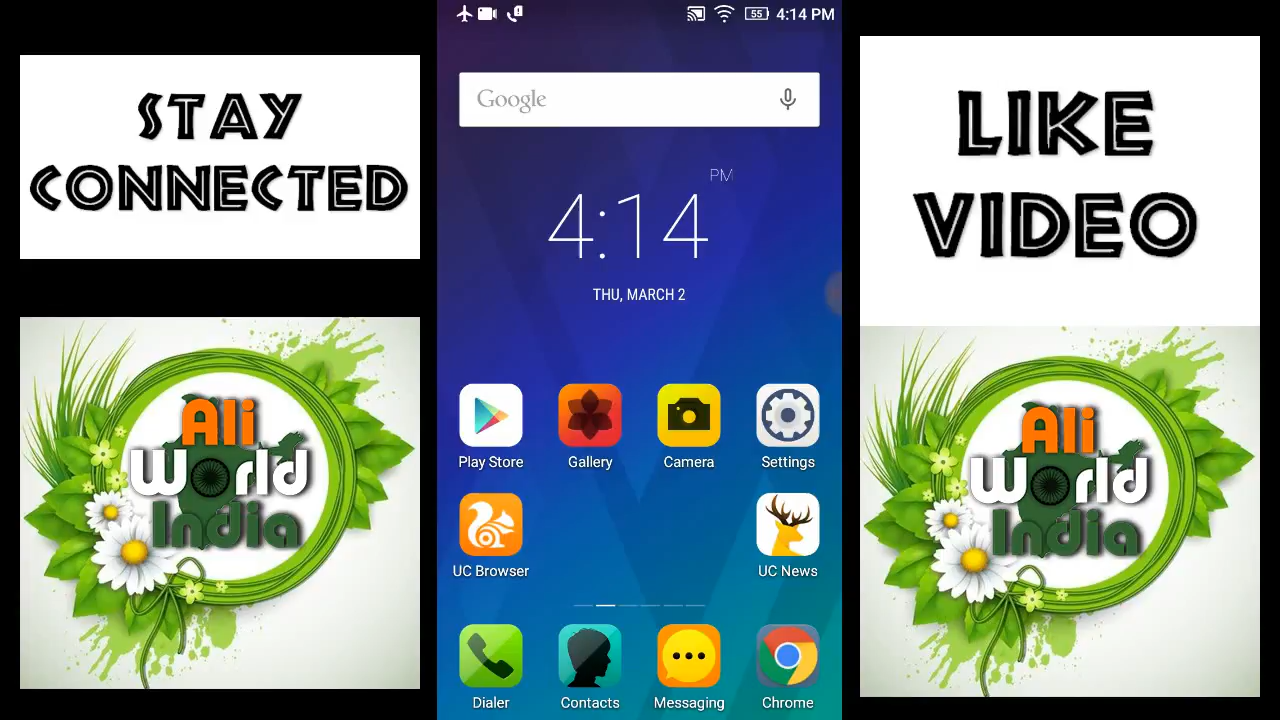 STAY
CONNECTED
Ali
World
India
55 4:14 PM
Google
PM
4:14
THU, MARCH 2
Play Store
Gallery
Camera
Settings
UC Browser
UC News
Dialer
Contacts
Messaging
Chrome
LIKE
VIDEO
Ali
World
India